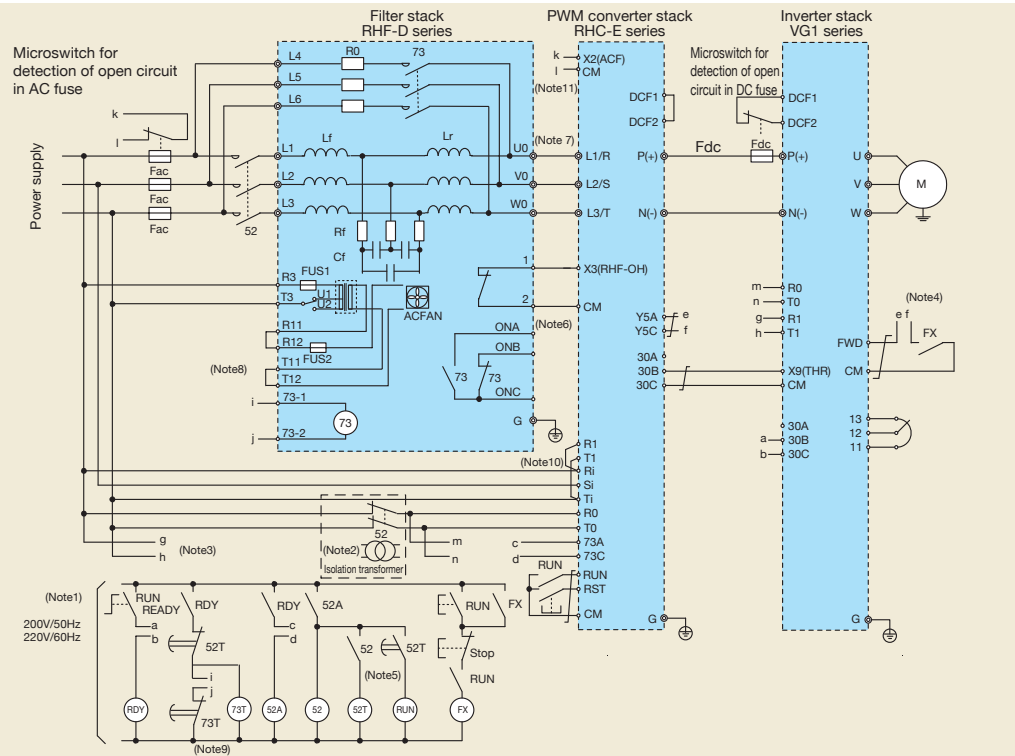 Filter stack
RHF-D series
PWM converter stack
RHC-E series
Inverter stack
VG1 series
Microswitch for
detection of open circuit
in AC fuse
Microswitch for
detection of open
circuit in DC fuse
L4
R0
73
L5
L6
k
l
X2(ACF)
CM
(Note11)
DCF1
DCF2
DCF1
DCF2
k
l
L1
Lf
Lr
U0
(Note 7)
L1/R
P(+)
Fdc
Fdc
P(+)
U
Fac
L2
V0
L2/S
V
M
Fac
L3
W0
L3/T
N(-)
N(-)
W
Fac
52
Power supply
Rf
Cf
R3
FUS1
T3
U1
U2
ACFAN
1
X3(RHF-OH)
2
CM
m
R0
n
T0
g
R1
h
T1
(Note4)
e f
FX
FWD
CM
R11
R12
FUS2
(Note8)
T11
T12
ONA
(Note6)
ONB
73
73
ONC
Y5A
e
Y5C
f
30A
30B
30C
X9(THR)
CM
i
73-1
73
j
73-2
G
30A
a
30B
b
30C
13
12
11
R1
T1
(Note10)
Ri
Si
Ti
R0
T0
52
(Note2)
Isolation transformer
m
n
c
73A
d
73C
g
h
(Note3)
RUN
RUN
RST
CM
G
G
(Note1)
200V/50Hz
220V/60Hz
RUN
READY
RDY
RDY
52A
RUN
FX
a
b
c
d
52T
52
52T
Stop
i
j
(Note5)
RUN
RDY
73T
73T
52A
52
52T
RUN
FX
(Note9)